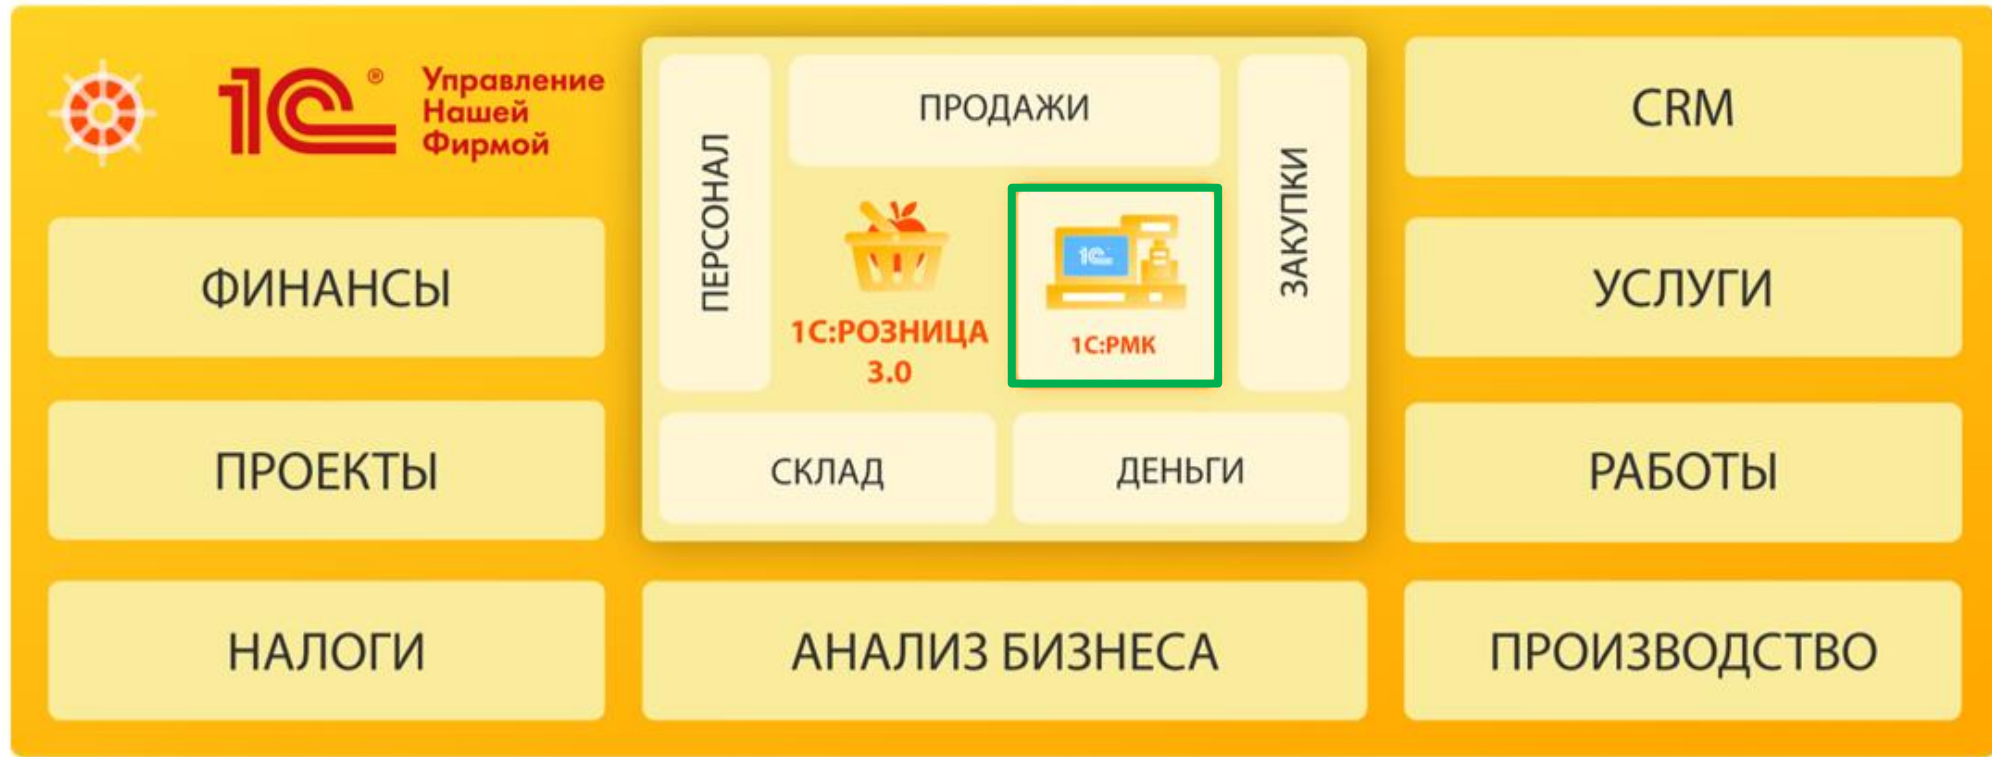 1С® Управление
Нашей
Фирмой
ФИНАНСЫ
ПРОЕКТЫ
НАЛОГИ
ПЕРСОНАЛ
ПРОДАЖИ
ЗАКУПКИ
1С:РОЗНИЦА
3.0
1С
1С:РМК
СКЛАД
ДЕНЬГИ
АНАЛИЗ БИЗНЕСА
CRM
УСЛУГИ
РАБОТЫ
ПРОИЗВОДСТВО